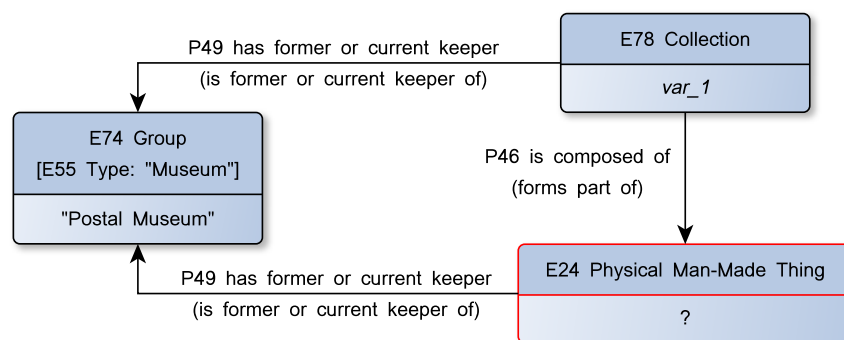 P49 has former or current keeper
(is former or current keeper of)
E78 Collection
var_1
E74 Group
[E55 Type: "Museum"]
"Postal Museum"
P46 is composed of
(forms part of)
P49 has former or current keeper
(is former or current keeper of)
E24 Physical Man-Made Thing
?